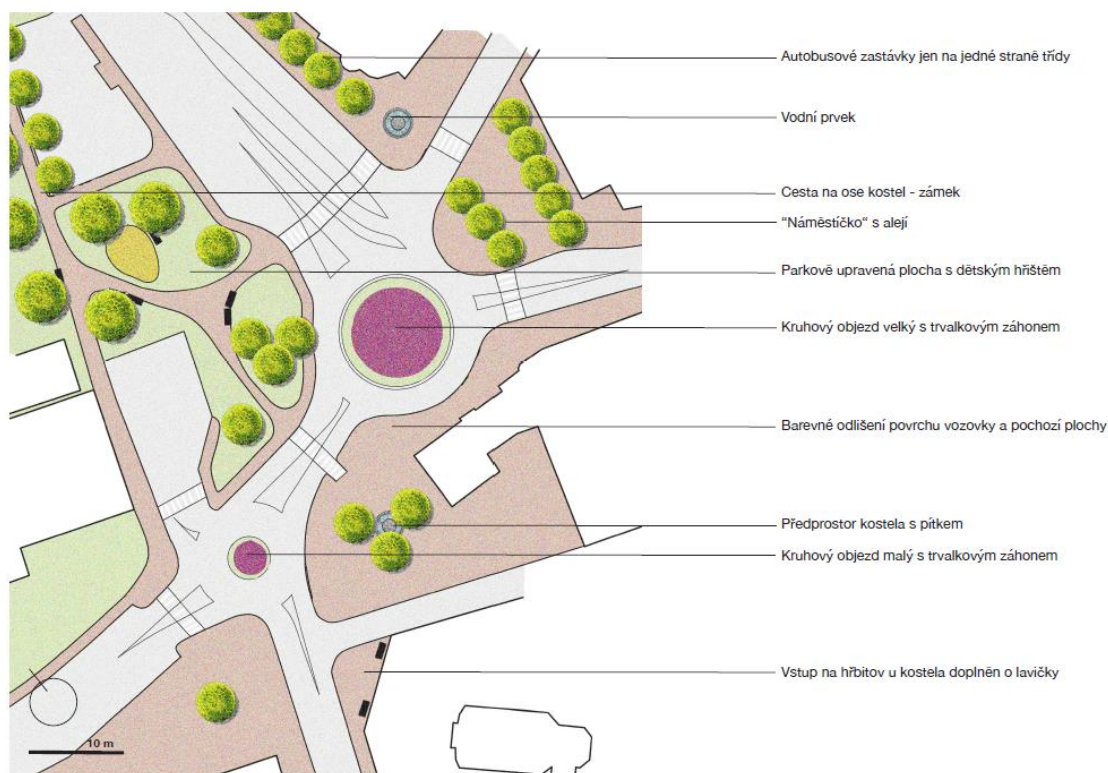 Autobusové zastávky jen na jedné straně třídy
Vodní prvek
Cesta na ose kostel - zámek
“Náměstíčko“ s alejí
Parkově upravená plocha s dětským hřištěm
Kruhový objezd velký s trvalkovým záhonem
Barevné odlišení povrchu vozovky a pochozí plochy
Předprostor kostela s pítkem
Kruhový objezd malý s trvalkovým záhonem
Vstup na hřbitov u kostela doplněn o lavičky
10 m